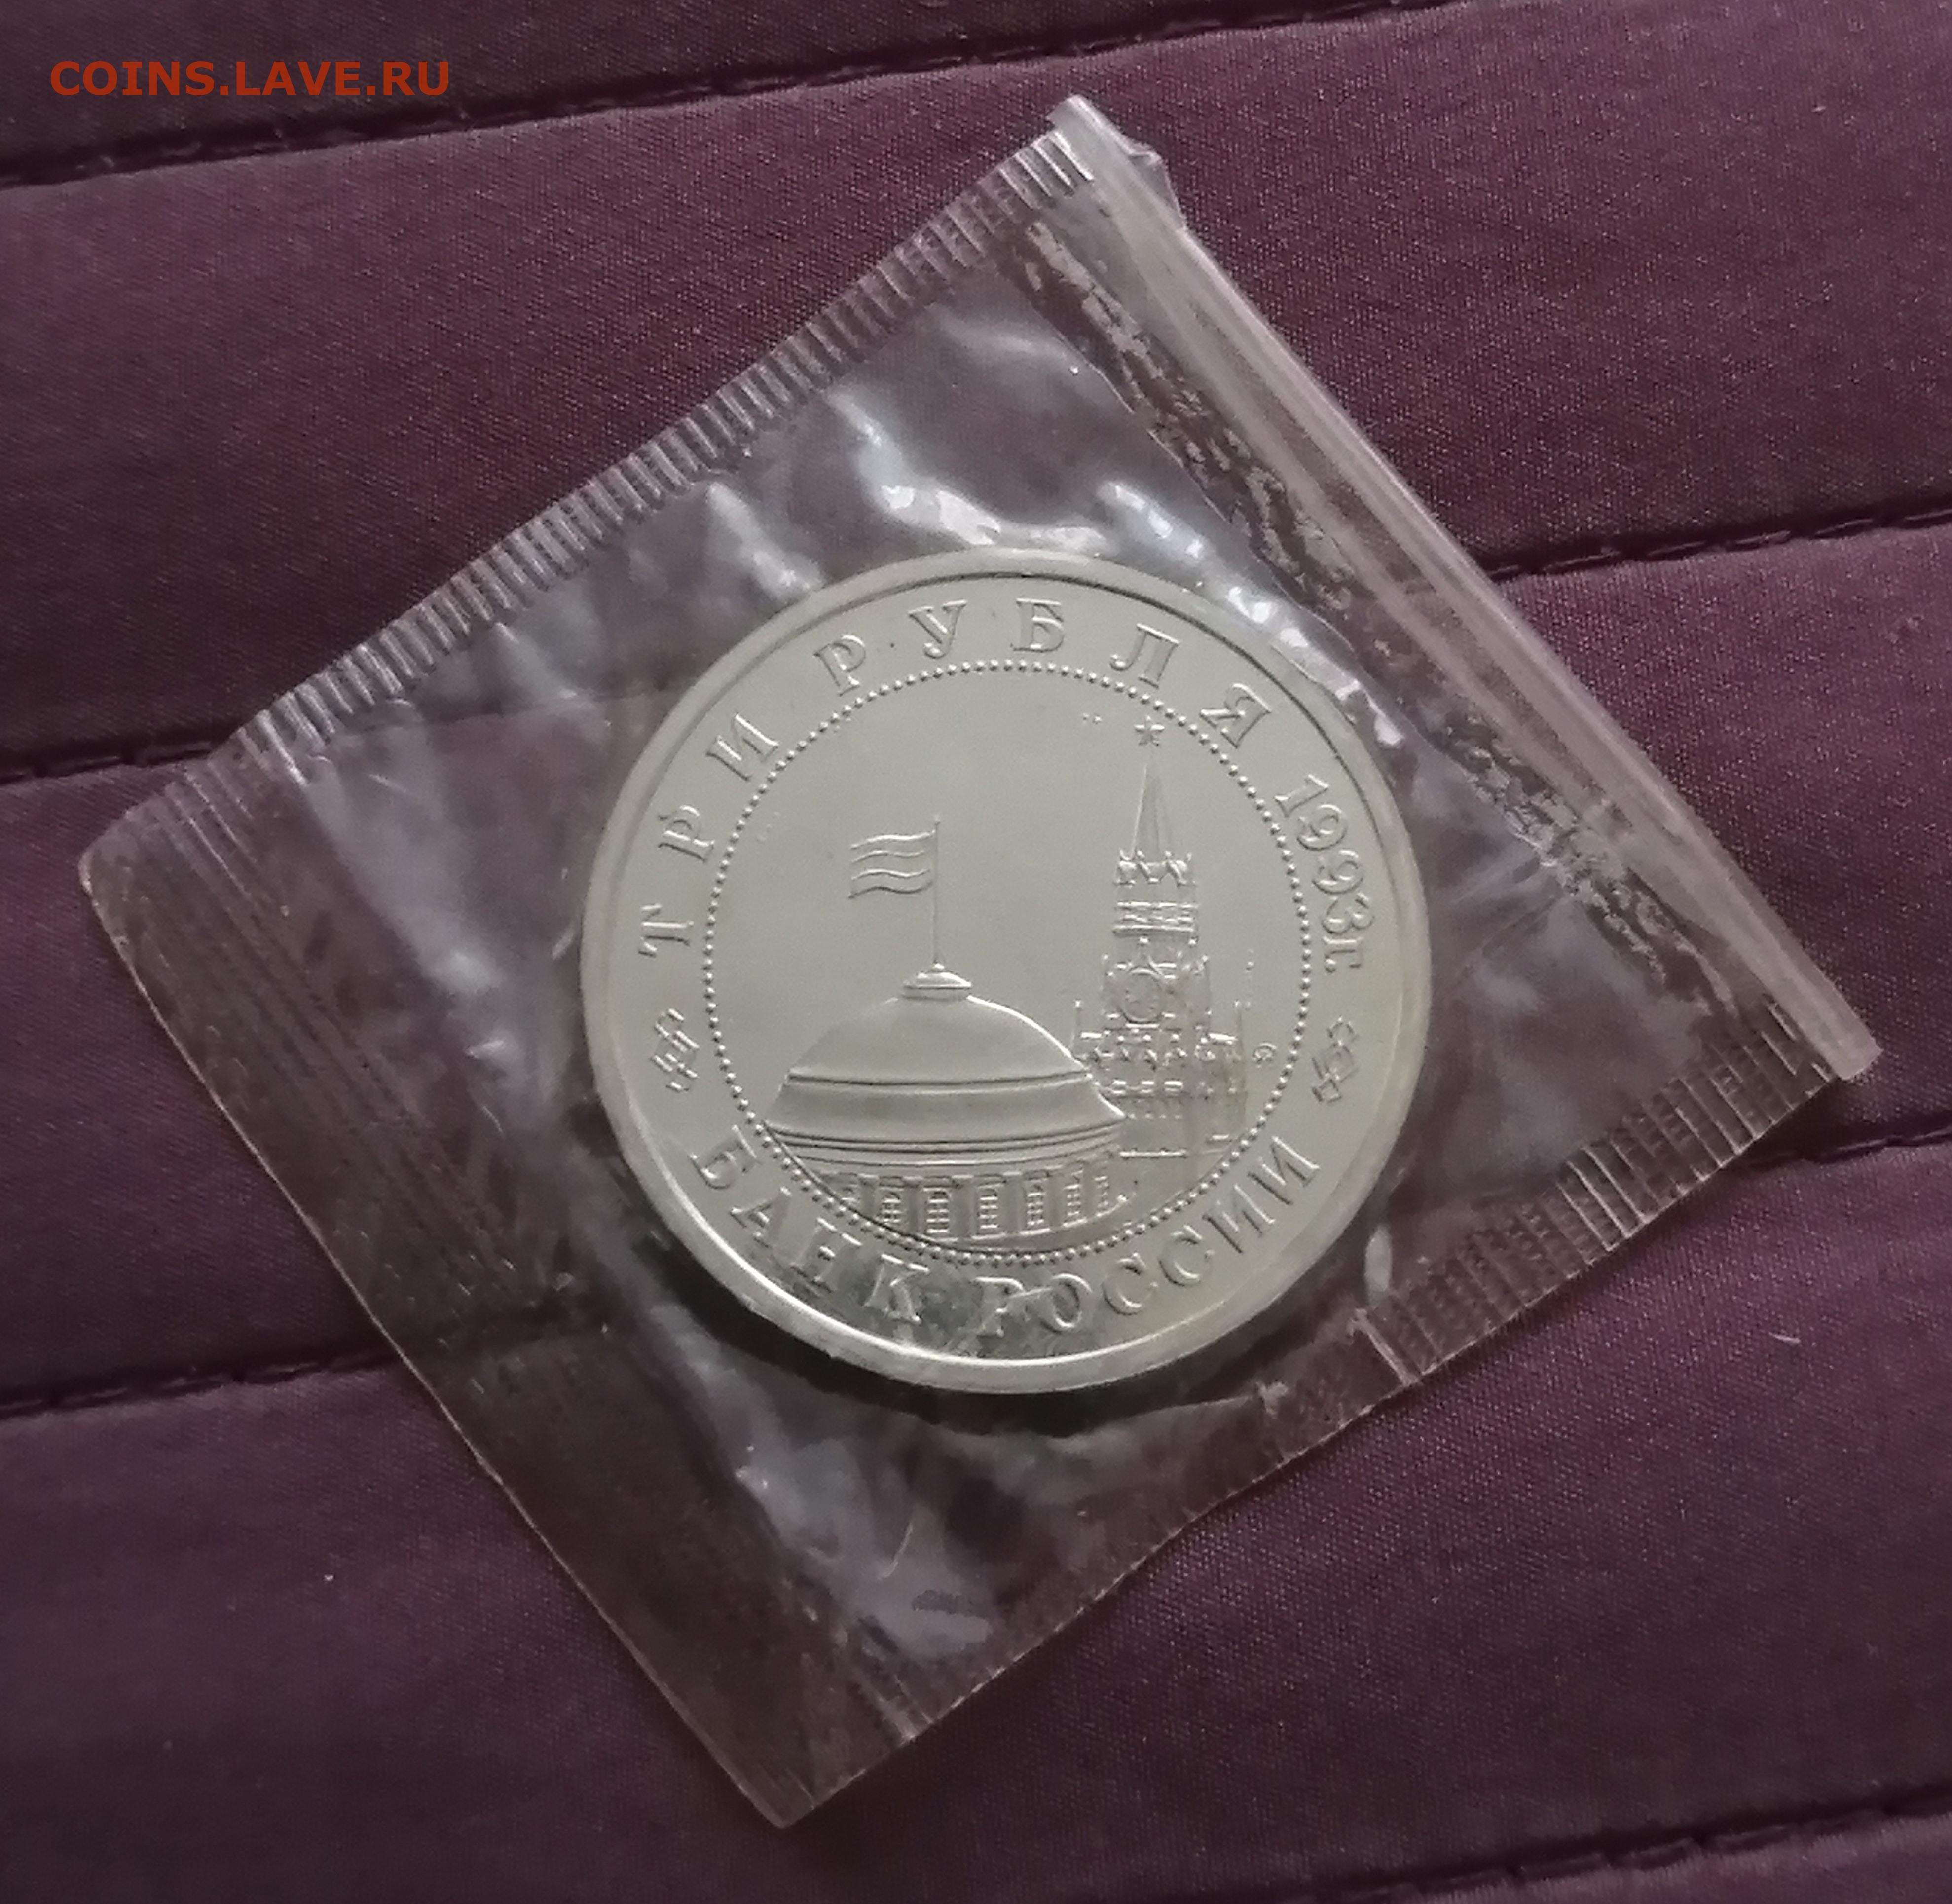 COINS.LAVE.RU
ТРИ РУБЛЯ 1993г.
БАНК РОССИИ